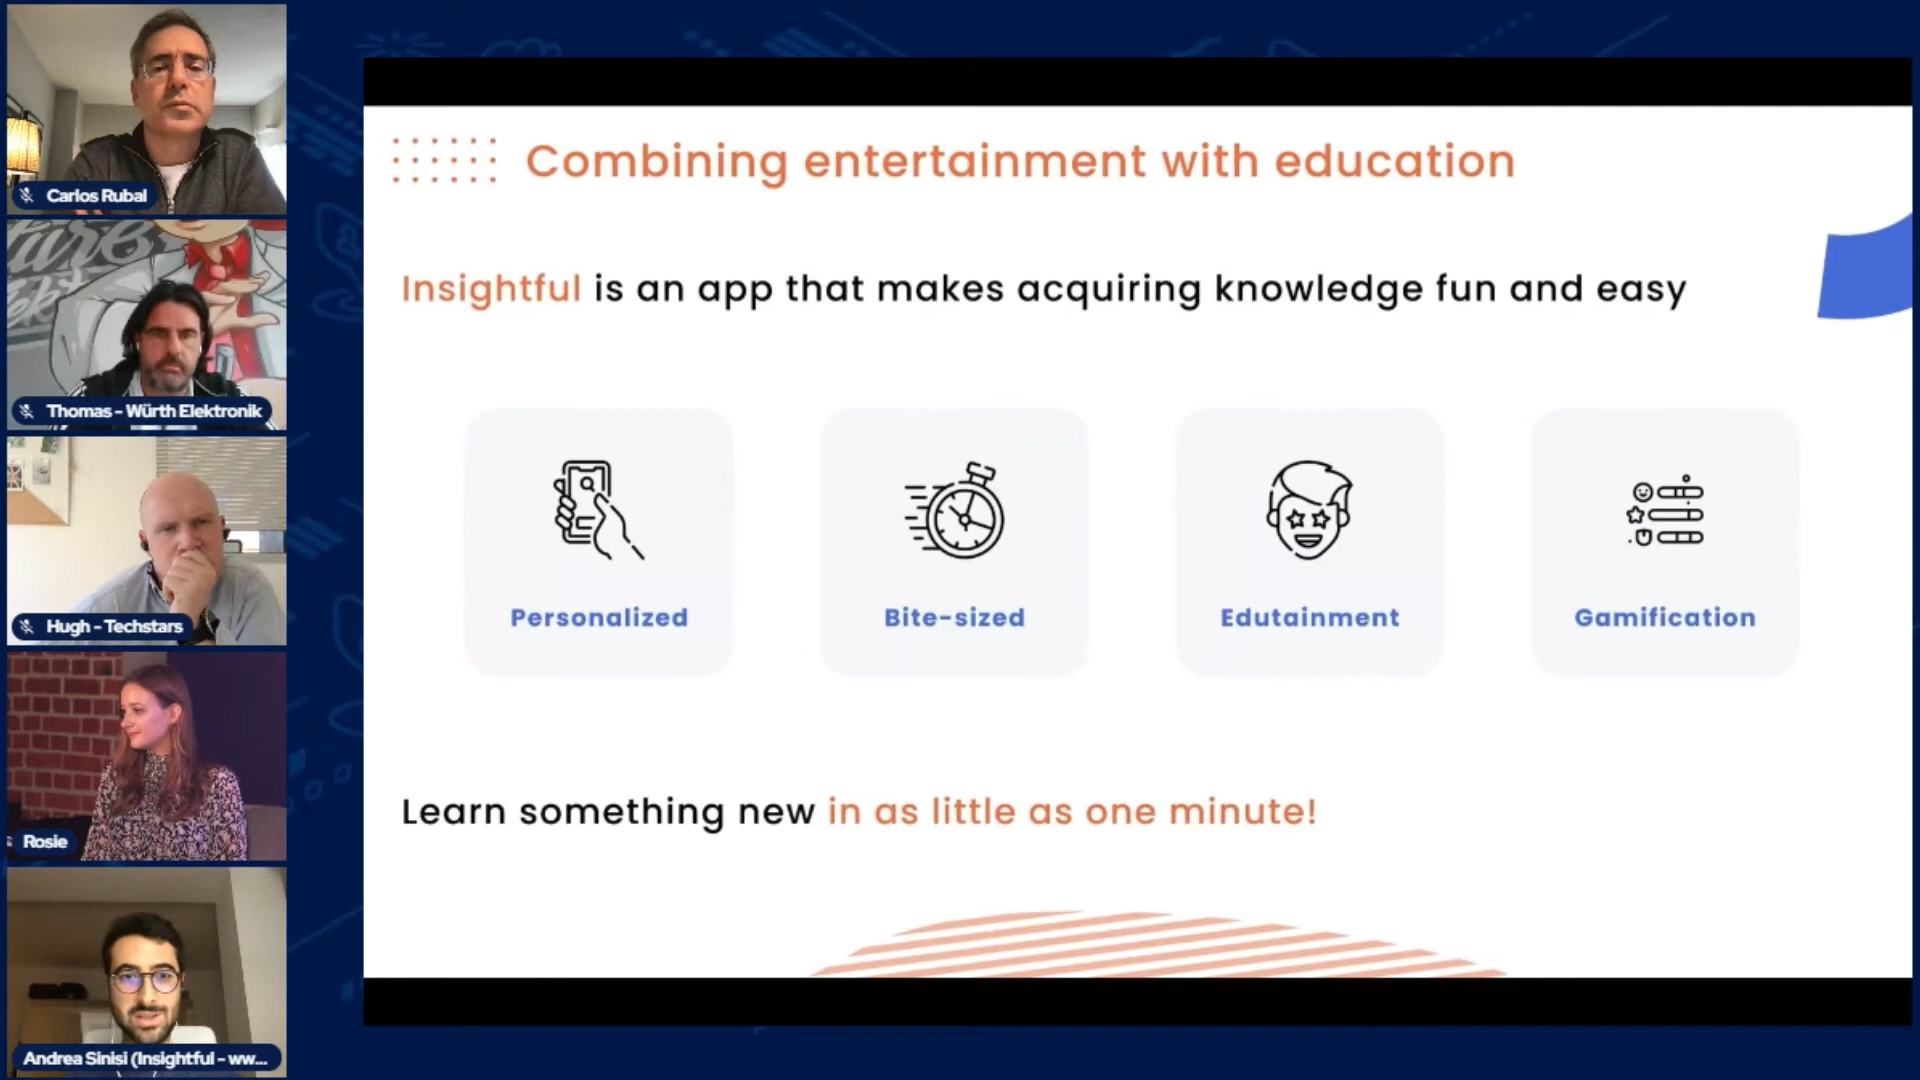 Carlos Rubal
Thomas – Würth Elektronik
Hugh – Techstars
Rosie
Andrea Sinisi (Insightful – ww...
Combining entertainment with education
Insightful is an app that makes acquiring knowledge fun and easy
Personalized
Bite-sized
Edutainment
Gamification
Learn something new in as little as one minute!